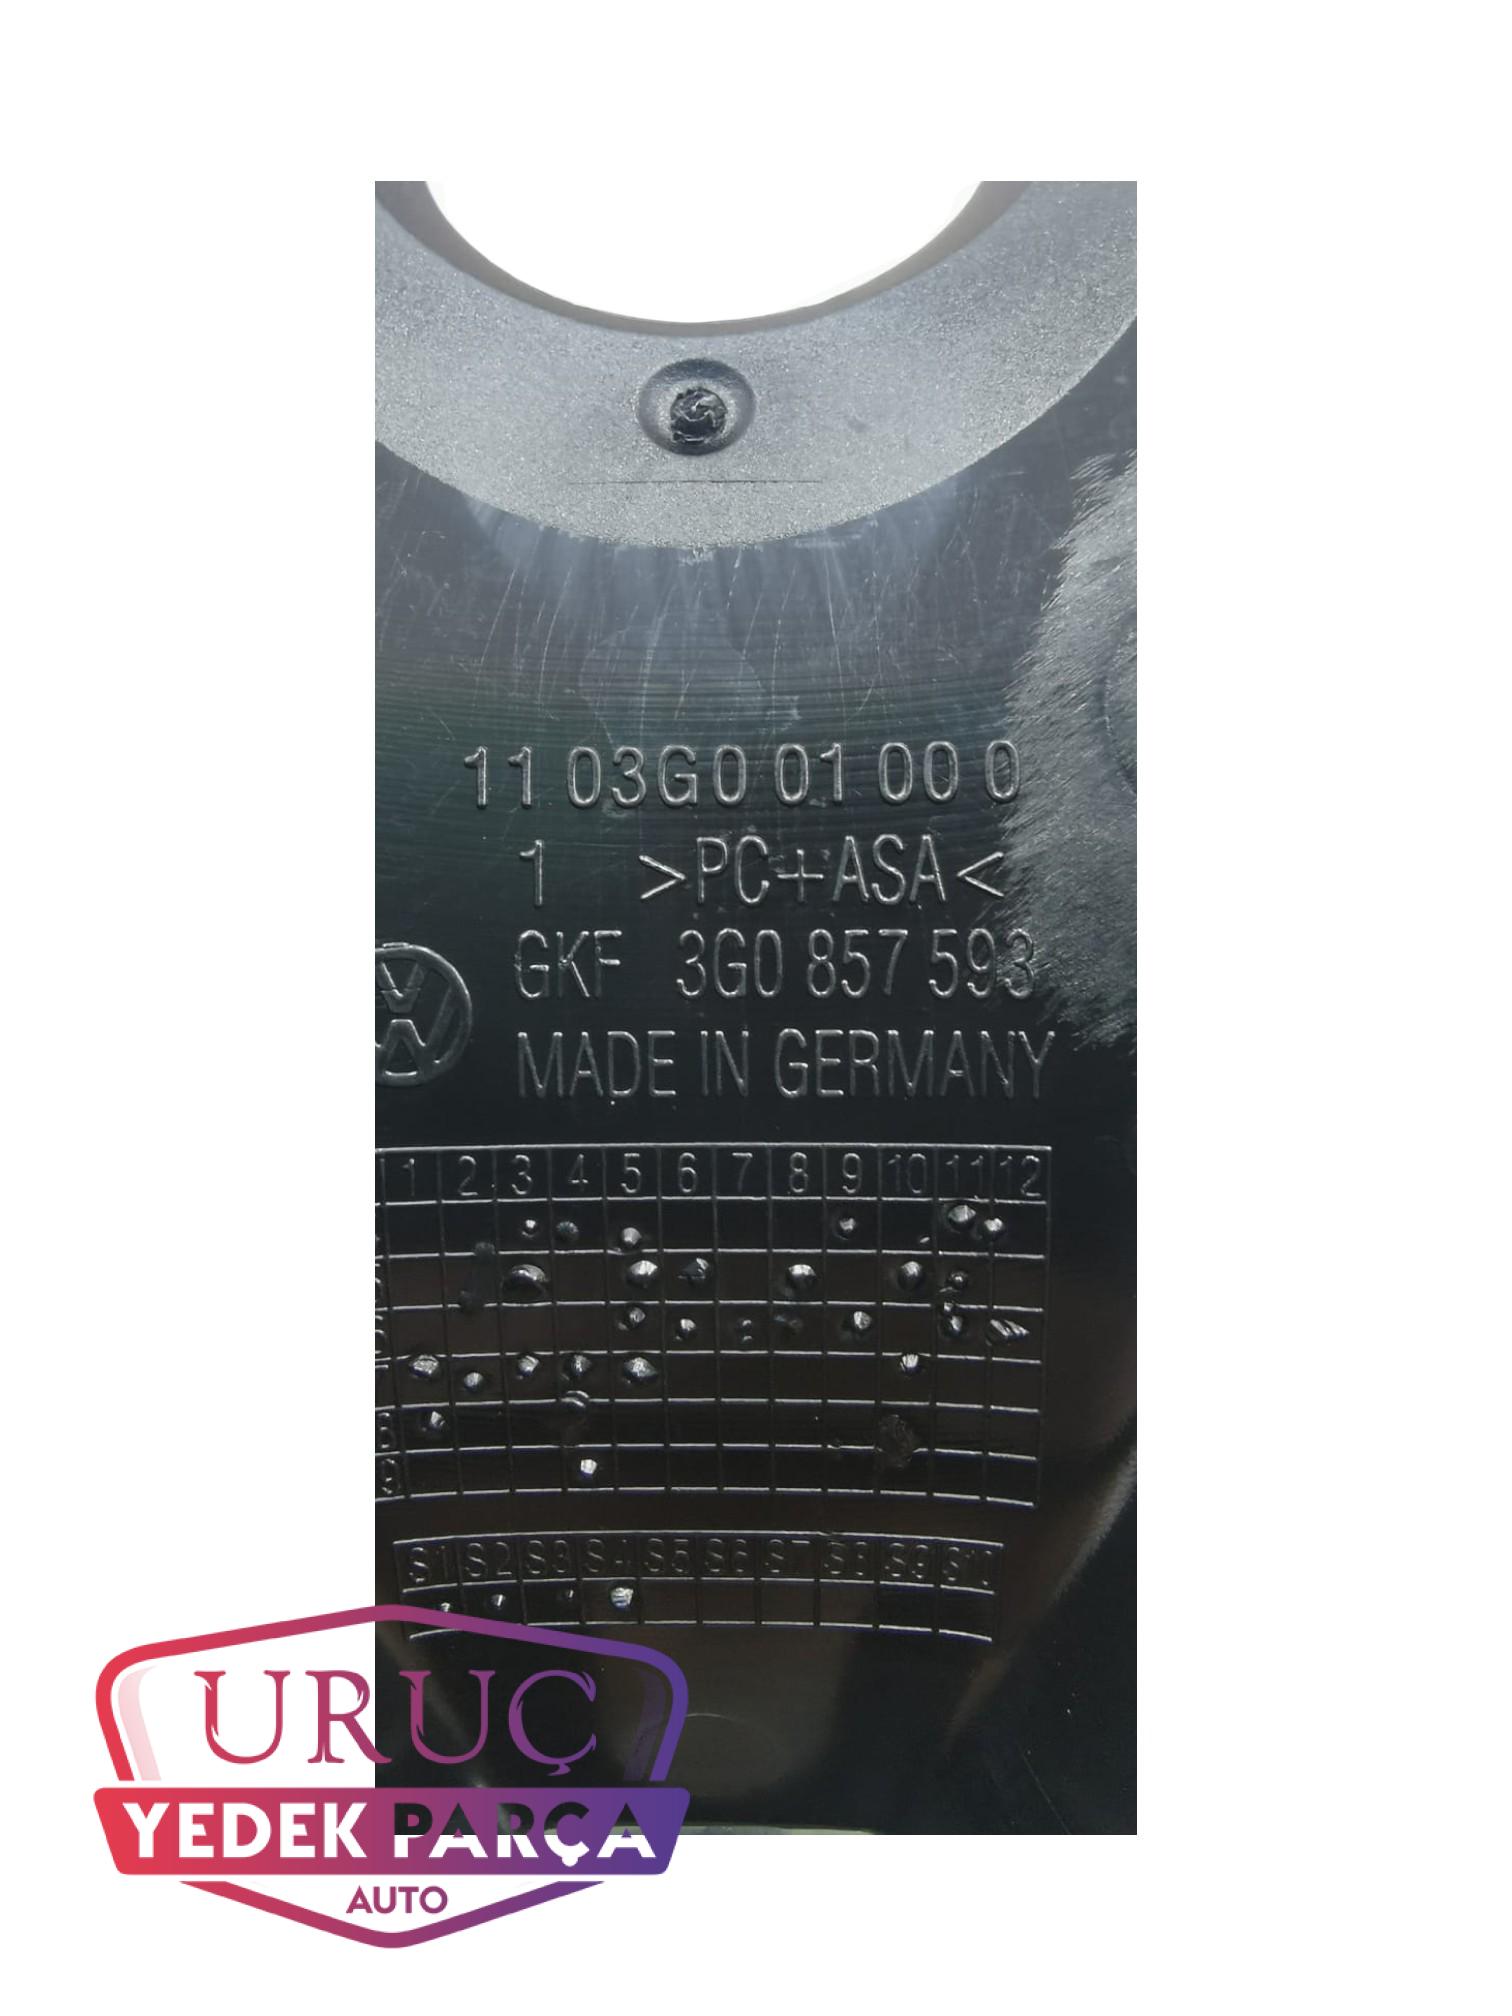 11 03G0 01 00 0
1 >PC+ASA<
GKF 3G0 857 593
MADE IN GERMANY
1 2 3 4 5 6 7 8 9 10 11 12
9
S1 S2 S3 S4 S5 S6 S7 S8 S9 S10
URUÇ
YEDEK PARÇA
AUTO